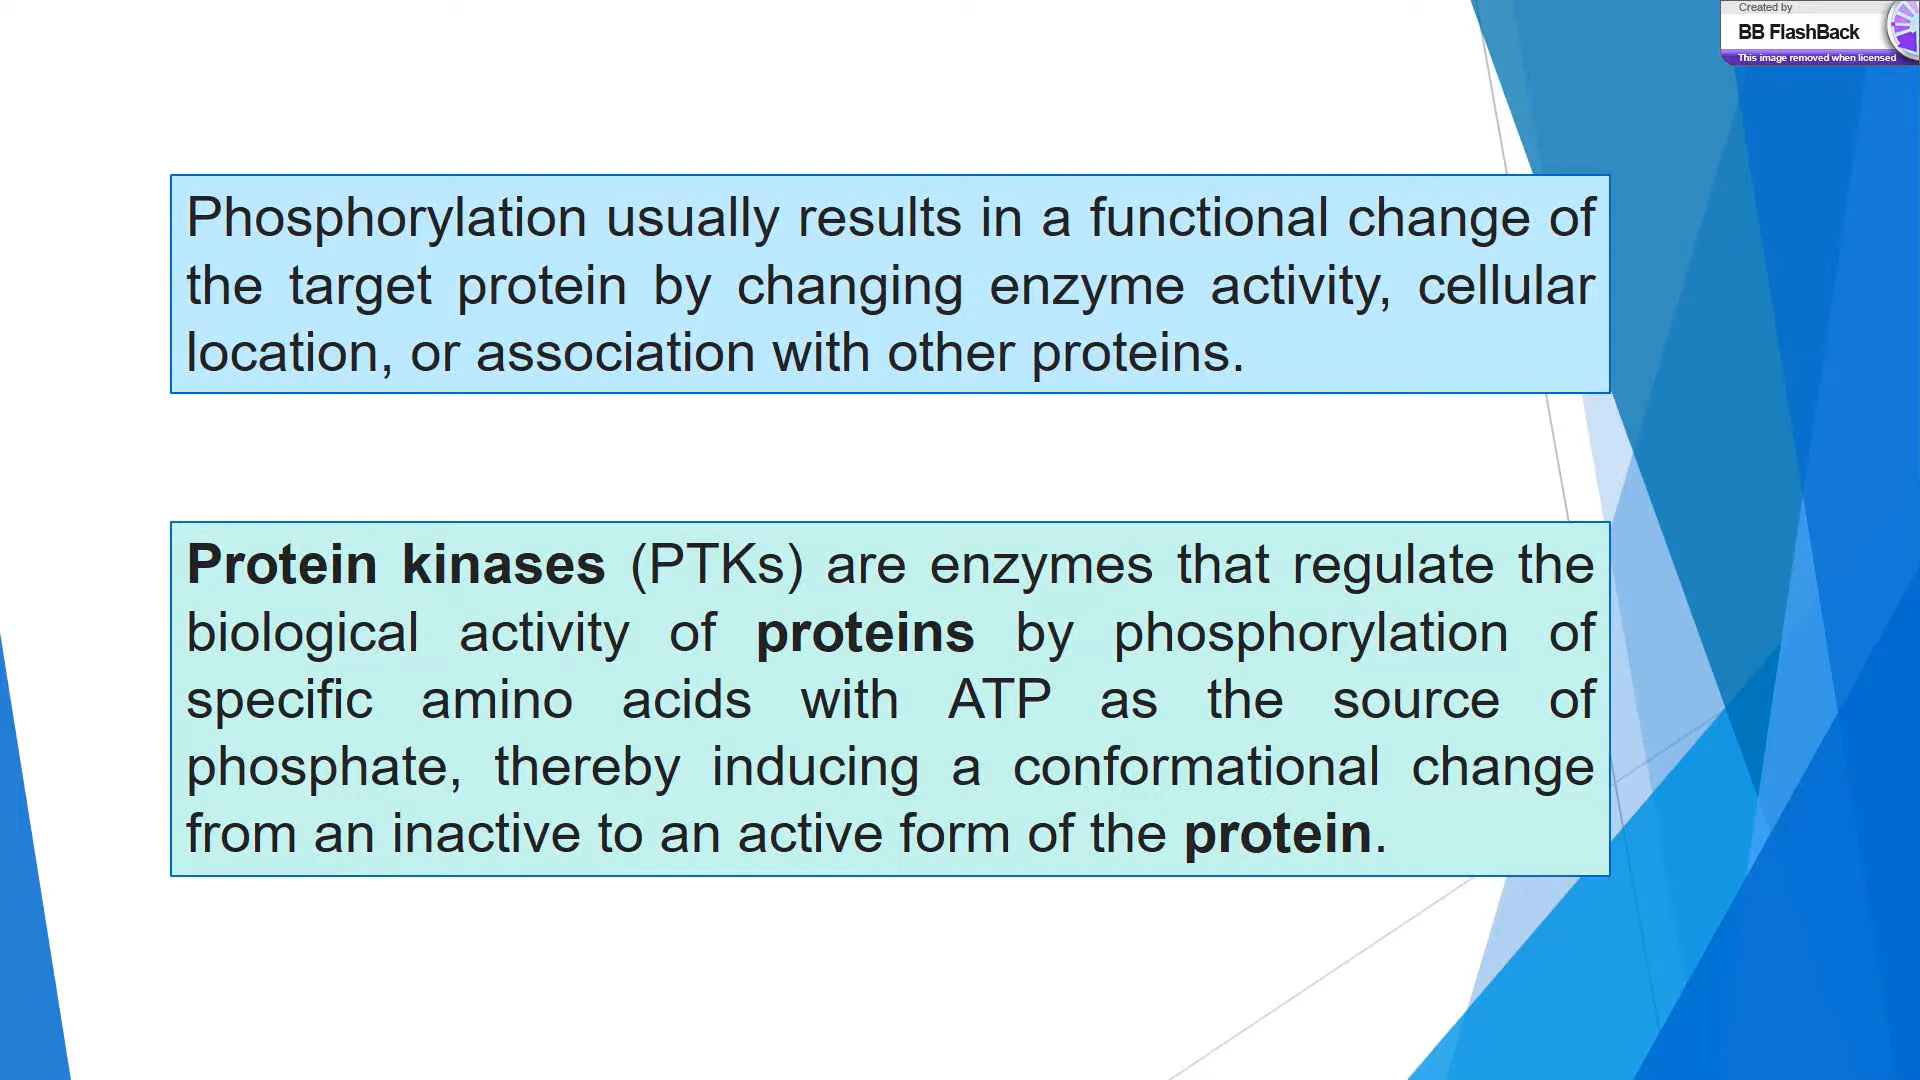 Created by
BB FlashBack
This image removed when licensed
Phosphorylation usually results in a functional change of
the target protein by changing enzyme activity, cellular
location, or association with other proteins.
Protein kinases (PTKs) are enzymes that regulate the
biological activity of proteins by phosphorylation of
specific amino acids with ATP as the source of
phosphate, thereby inducing a conformational change
from an inactive to an active form of the protein.